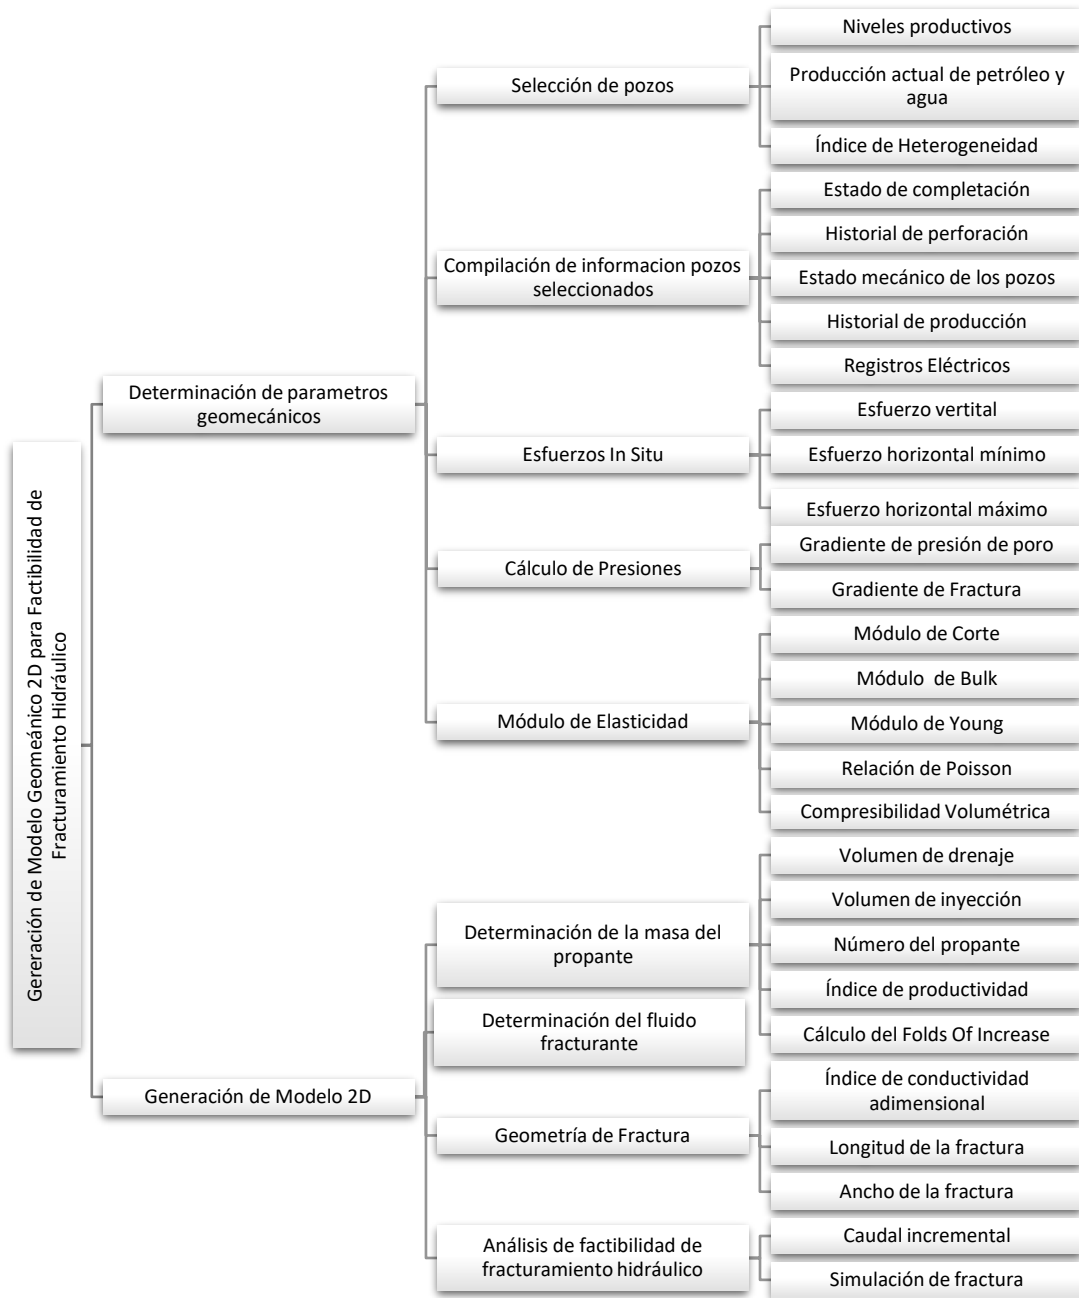 Gereración de Modelo Geomeánico 2D para Factibilidad de
Fracturamiento Hidráulico
Determinación de parametros
geomecánicos
Selección de pozos
Niveles productivos
Producción actual de petróleo y
agua
Índice de Heterogeneidad
Compilación de informacion pozos
seleccionados
Estado de completación
Historial de perforación
Estado mecánico de los pozos
Historial de producción
Registros Eléctricos
Esfuerzos In Situ
Esfuerzo vertital
Esfuerzo horizontal mínimo
Esfuerzo horizontal máximo
Cálculo de Presiones
Gradiente de presión de poro
Gradiente de Fractura
Módulo de Elasticidad
Módulo de Corte
Módulo de Bulk
Módulo de Young
Relación de Poisson
Compresibilidad Volumétrica
Generación de Modelo 2D
Determinación de la masa del
propante
Volumen de drenaje
Volumen de inyección
Número del propante
Índice de productividad
Cálculo del Folds Of Increase
Determinación del fluido
fracturante
Geometría de Fractura
Índice de conductividad
adimensional
Longitud de la fractura
Ancho de la fractura
Análisis de factibilidad de
fracturamiento hidráulico
Caudal incremental
Simulación de fractura